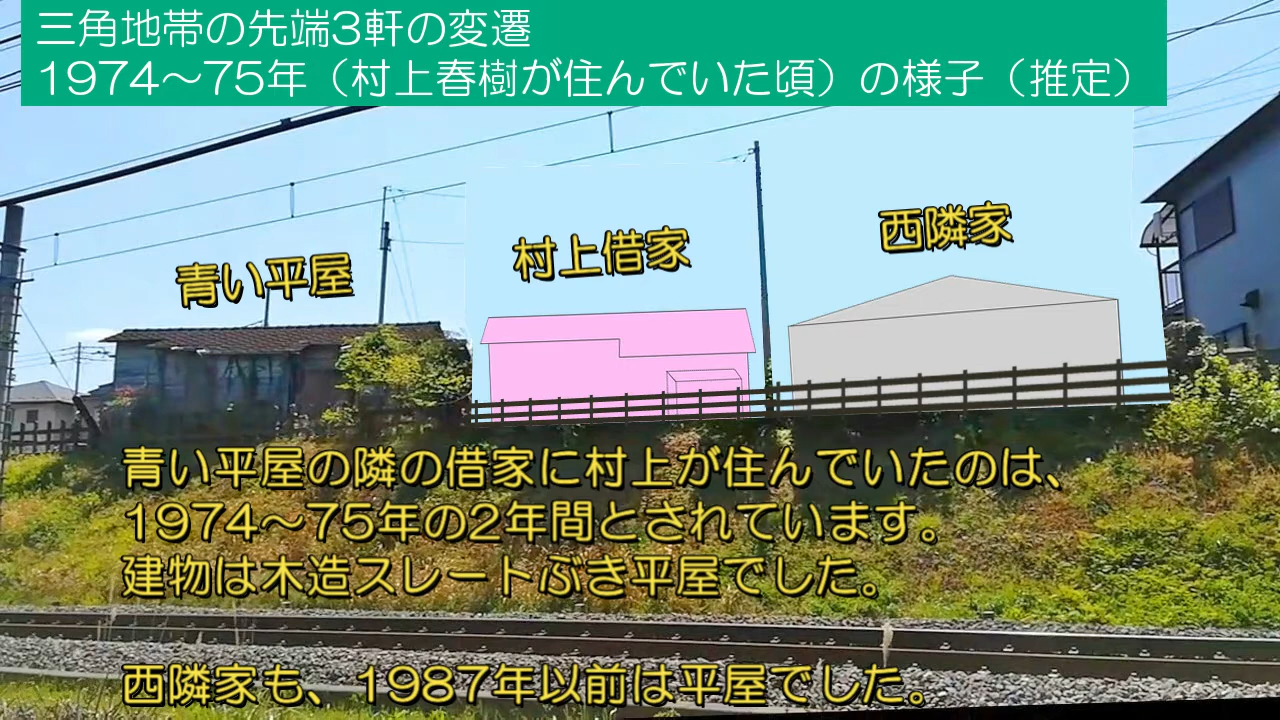 三角地帯の先端3軒の変遷
1974～75年（村上春樹が住んでいた頃）の様子（推定）
青い平屋
村上借家
西隣家
青い平屋の隣の借家に村上が住んでいたのは、
1974～75年の2年間とされています。
建物は木造スレートぶき平屋でした。
西隣家も、1987年以前は平屋でした。